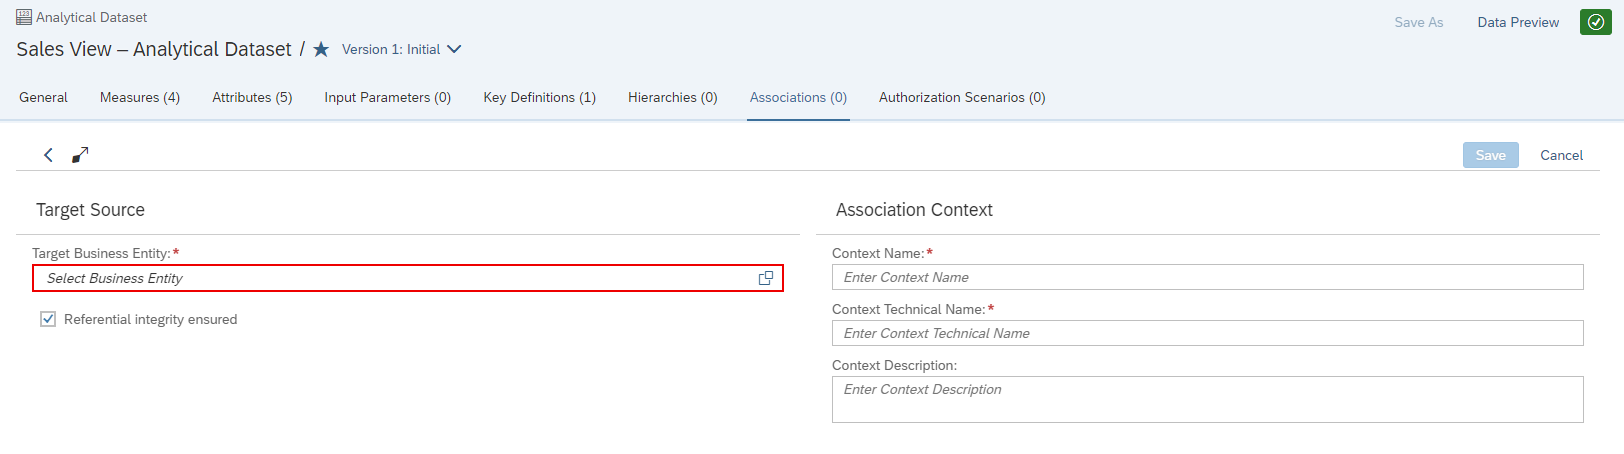 123
Analytical Dataset
Save As
Data Preview
Sales View – Analytical Dataset /
Version 1: Initial
General
Measures (4)
Attributes (5)
Input Parameters (0)
Key Definitions (1)
Hierarchies (0)
Associations (0)
Authorization Scenarios (0)
Save
Cancel
Target Source
Target Business Entity:*
Select Business Entity
Referential integrity ensured
Association Context
Context Name:*
Enter Context Name
Context Technical Name:*
Enter Context Technical Name
Context Description:
Enter Context Description